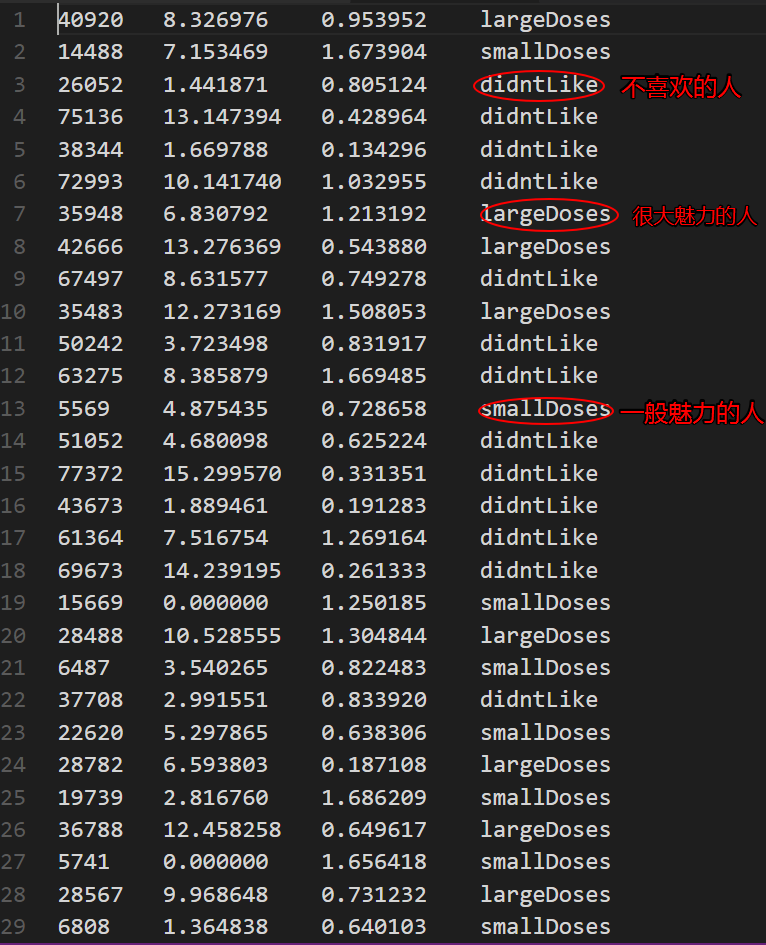 1 40920 8.326976 0.953952 largeDoses
2 14488 7.153469 1.673904 smallDoses
3 26052 1.441871 0.805124 didntLike 不喜欢的人
4 75136 13.147394 0.428964 didntLike
5 38344 1.669788 0.134296 didntLike
6 72993 10.141740 1.032955 didntLike
7 35948 6.830792 1.213192 largeDoses 很大魅力的人
8 42666 13.276369 0.543880 largeDoses
9 67497 8.631577 0.749278 didntLike
10 35483 12.273169 1.508053 largeDoses
11 50242 3.723498 0.831917 didntLike
12 63275 8.385879 1.669485 didntLike
13 5569 4.875435 0.728658 smallDoses 一般魅力的人
14 51052 4.680098 0.625224 didntLike
15 77372 15.299570 0.331351 didntLike
16 43673 1.889461 0.191283 didntLike
17 61364 7.516754 1.269164 didntLike
18 69673 14.239195 0.261333 didntLike
19 15669 0.000000 1.250185 smallDoses
20 28488 10.528555 1.304844 largeDoses
21 6487 3.540265 0.822483 smallDoses
22 37708 2.991551 0.833920 didntLike
23 22620 5.297865 0.638306 smallDoses
24 28782 6.593803 0.187108 largeDoses
25 19739 2.816760 1.686209 smallDoses
26 36788 12.458258 0.649617 largeDoses
27 5741 0.000000 1.656418 smallDoses
28 28567 9.968648 0.731232 largeDoses
29 6808 1.364838 0.640103 smallDoses